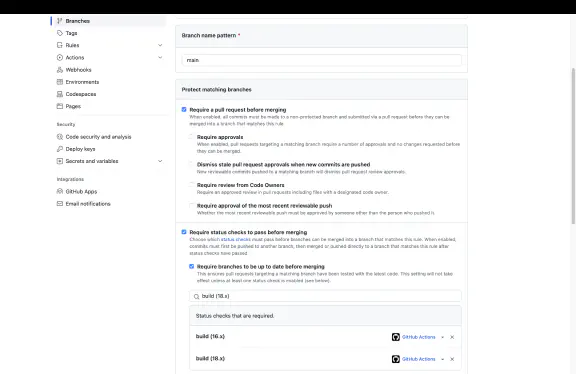 Branches
Tags
Rules
Actions
Webhooks
Environments
Codespaces
Pages
Security
Code security and analysis
Deploy keys
Secrets and variables
Integrations
GitHub Apps
Email notifications
Branch name pattern *
main
Protect matching branches
Require a pull request before merging
When enabled, all commits must be made to a non-protected branch and submitted via a pull request before they can be
merged into a branch that matches this rule.
Require approvals
When enabled, pull requests targeting a matching branch require a number of approvals and no changes requested before
they can be merged.
Dismiss stale pull request approvals when new commits are pushed
New reviewable commits pushed to a matching branch will dismiss pull request review approvals.
Require review from Code Owners
Require an approved review in pull requests including files with a designated code owner.
Require approval of the most recent reviewable push
Whether the most recent reviewable push must be approved by someone other than the person who pushed it.
Require status checks to pass before merging
Choose which status checks must pass before branches can be merged into a branch that matches this rule. When enabled,
commits must first be pushed to another branch, then merged or pushed directly to a branch that matches this rule after
status checks have passed.
Require branches to be up to date before merging
This ensures pull requests targeting a matching branch have been tested with the latest code. This setting will not take
effect unless at least one status check is enabled (see below).
build (18.x)
Status checks that are required.
build (16.x)
GitHub Actions
build (18.x)
GitHub Actions